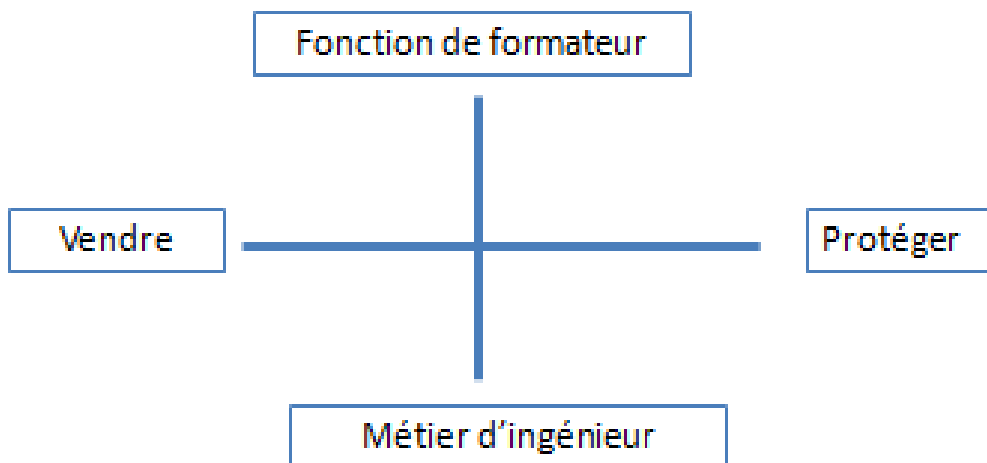 Fonction de formateur
Vendre
Protéger
Métier d'ingénieur